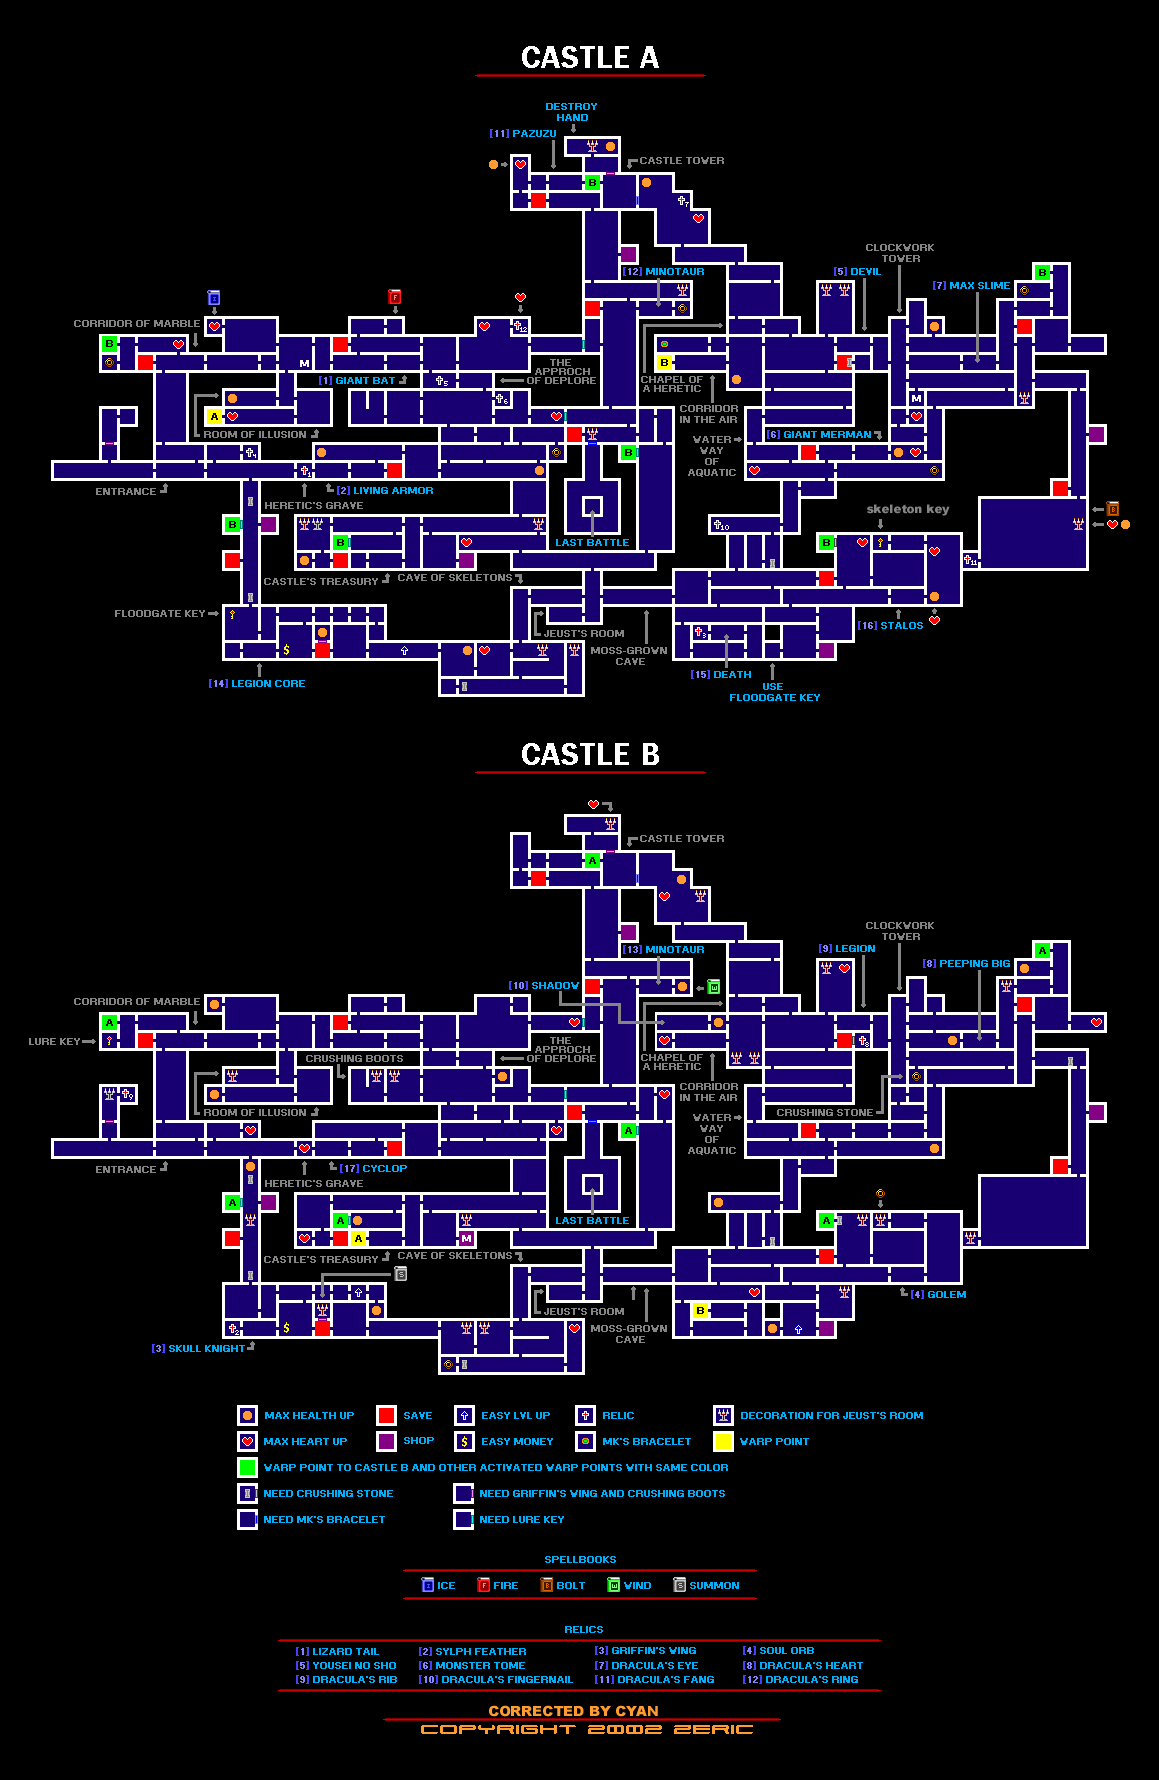 CASTLE A
DESTROY
HAND
[11] PAZUZU
CASTLE TOWER
B
7
CLOCKWORK
TOWER
[12] MINOTAUR
[5] DEVIL
B
[7] MAX SLIME
I
F
CORRIDOR OF MARBLE
12
B
M
THE
APPROCH
OF DEPLORE
B
[1] GIANT BAT
5
CHAPEL OF
A HERETIC
6
M
A
CORRIDOR
IN THE AIR
ROOM OF ILLUSION
[6] GIANT MERMAN
WATER
WAY
OF
AQUATIC
4
B
1
ENTRANCE
[2] LIVING ARMOR
HERETIC'S GRAVE
skeleton key
B
B
10
B
LAST BATTLE
B
11
CASTLE'S TREASURY
CAVE OF SKELETONS
FLOODGATE KEY
[16] STALOS
JEUST'S ROOM
3
$
MOSS-GROWN
CAVE
[15] DEATH
[14] LEGION CORE
USE
FLOODGATE KEY
CASTLE B
CASTLE TOWER
A
CLOCKWORK
TOWER
[13] MINOTAUR
[9] LEGION
A
[8] PEEPING BIG
[10] SHADOW
W
CORRIDOR OF MARBLE
A
LURE KEY
8
THE
APPROCH
OF DEPLORE
CRUSHING BOOTS
CHAPEL OF
A HERETIC
9
CORRIDOR
IN THE AIR
ROOM OF ILLUSION
CRUSHING STONE
WATER
WAY
OF
AQUATIC
A
ENTRANCE
[17] CYCLOP
HERETIC'S GRAVE
A
LAST BATTLE
A
A
A
M
CASTLE'S TREASURY
CAVE OF SKELETONS
S
[4] GOLEM
JEUST'S ROOM
B
2
$
MOSS-GROWN
CAVE
[3] SKULL KNIGHT
MAX HEALTH UP
SAVE
EASY LVL UP
RELIC
DECORATION FOR JEUST'S ROOM
MAX HEART UP
SHOP
$ EASY MONEY
MK'S BRACELET
WARP POINT
WARP POINT TO CASTLE B AND OTHER ACTIVATED WARP POINTS WITH SAME COLOR
NEED CRUSHING STONE
NEED GRIFFIN'S WING AND CRUSHING BOOTS
NEED MK'S BRACELET
NEED LURE KEY
SPELLBOOKS
I ICE
F FIRE
B BOLT
W WIND
S SUMMON
RELICS
[1] LIZARD TAIL
[2] SYLPH FEATHER
[3] GRIFFIN'S WING
[4] SOUL ORB
[5] YOUSEI NO SHO
[6] MONSTER TOME
[7] DRACULA'S EYE
[8] DRACULA'S HEART
[9] DRACULA'S RIB
[10] DRACULA'S FINGERNAIL
[11] DRACULA'S FANG
[12] DRACULA'S RING
CORRECTED BY CYAN
COPYRIGHT 2002 ZERIC